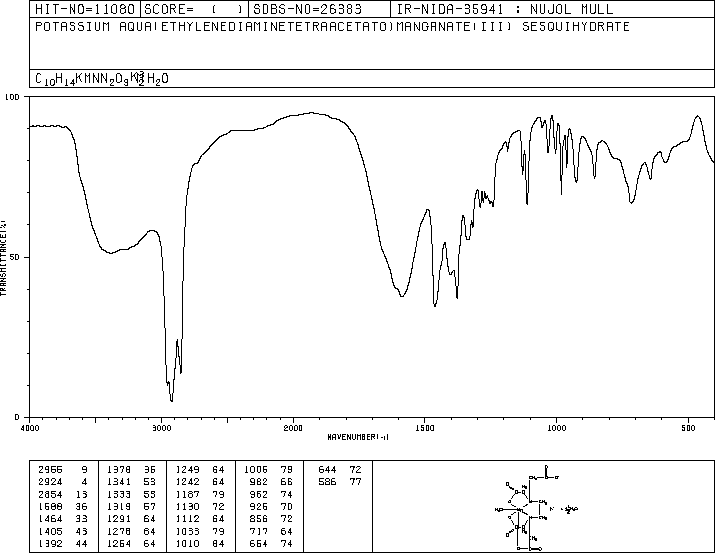 HIT-NO=11080 SCORE= ( ) SDBS-NO=26383 IR-NIDA-35941 : NUJOL MULL
POTASSIUM AQUA(ETHYLENEDIAMINETETRAACETATO)MANGANATE(III) SESQUIHYDRATE
100
TRANSMITTANCE(%)
50
0
4000 3000 2000 1500 1000 500
WAVENUMBER(-1)
2956 9 1378 36 1249 64 1006 79 644 72
2924 4 1341 53 1242 64 982 66 586 77
2854 13 1333 55 1187 79 962 74
1588 36 1319 57 1130 72 926 70
1464 33 1291 64 1112 64 856 72
1405 43 1278 64 1033 79 717 64
1392 44 1264 64 1010 84 664 74